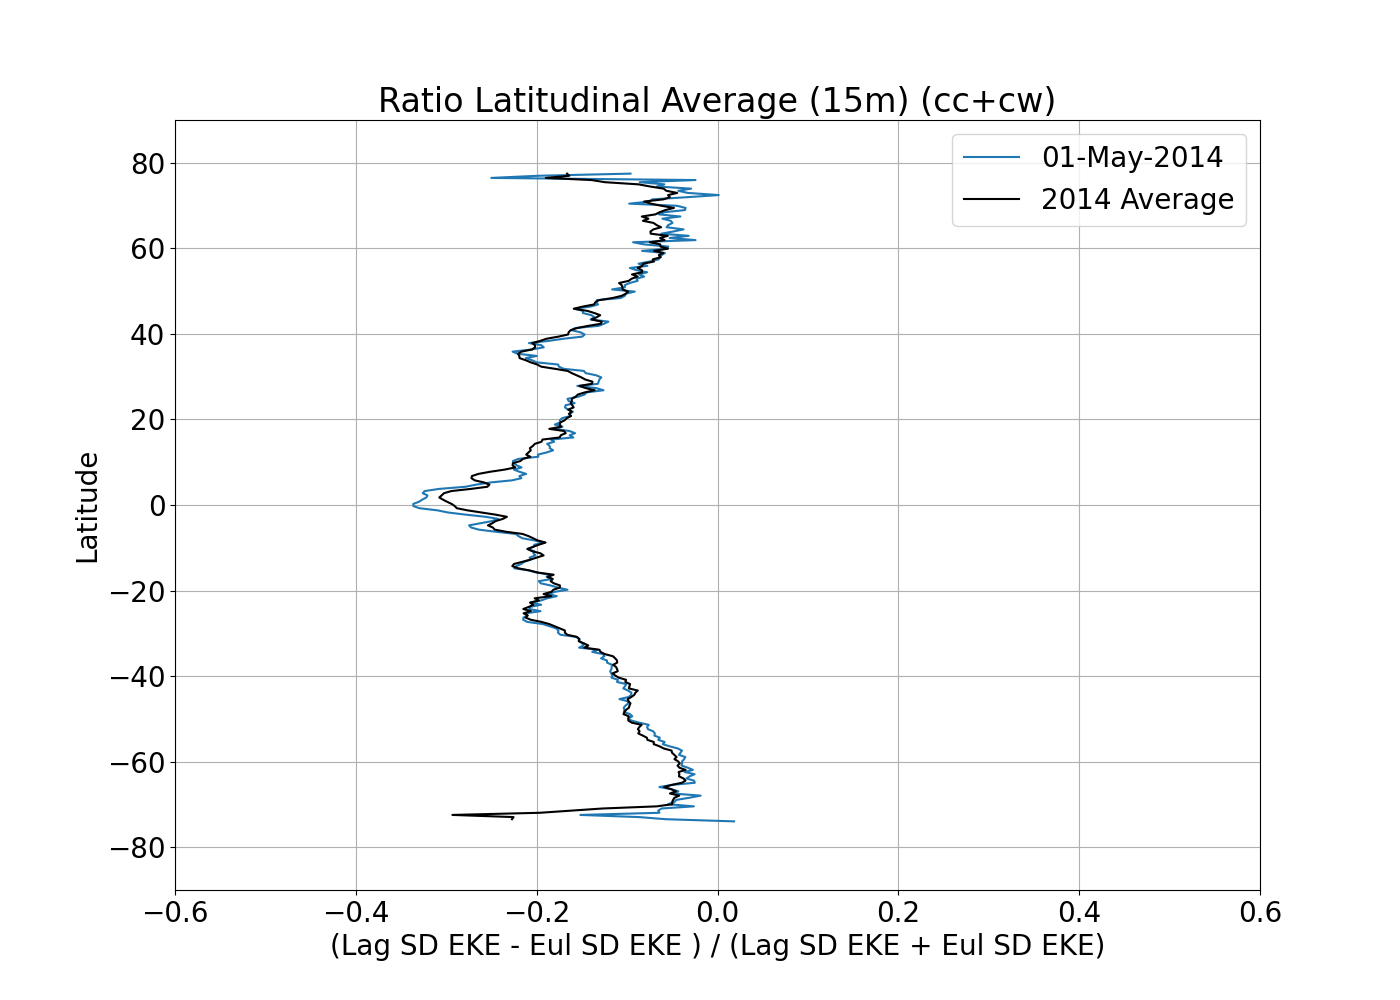 Ratio Latitudinal Average (15m) (cc+cw)
01-May-2014
2014 Average
Latitude
80
60
40
20
0
−20
−40
−60
−80
−0.6 −0.4 −0.2 0.0 0.2 0.4 0.6
(Lag SD EKE - Eul SD EKE ) / (Lag SD EKE + Eul SD EKE)